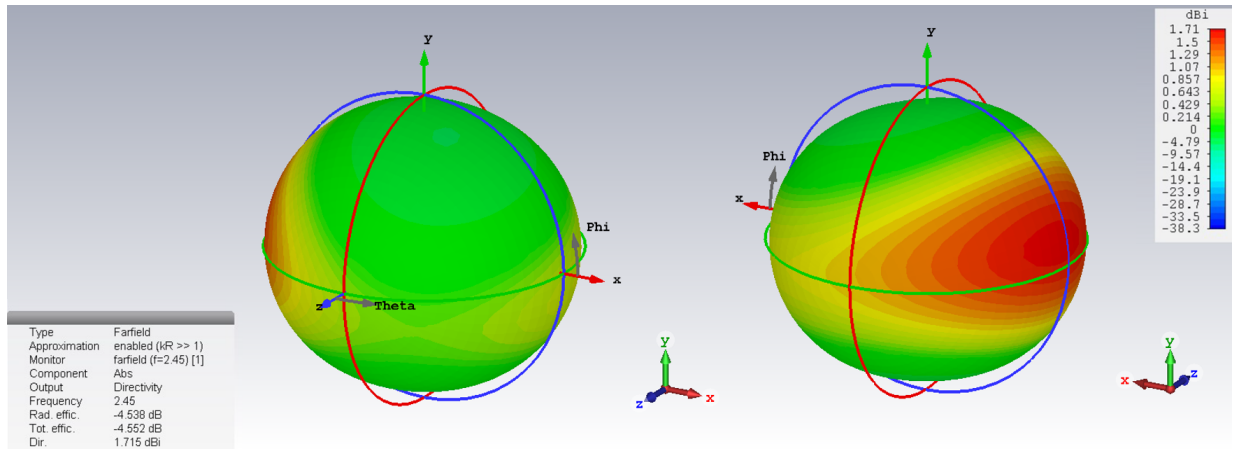 y
x
z
Phi
Theta
y
z
x
y
Phi
x
y
z
x
dBi
1.71
1.5
1.29
1.07
0.857
0.643
0.429
0.214
0
-4.79
-9.57
-14.4
-19.1
-23.9
-28.7
-33.5
-38.3
Type Farfield
Approximation enabled (kR >> 1)
Monitor farfield (f=2.45) [1]
Component Abs
Output Directivity
Frequency 2.45
Rad. effic. -4.538 dB
Tot. effic. -4.552 dB
Dir. 1.715 dBi